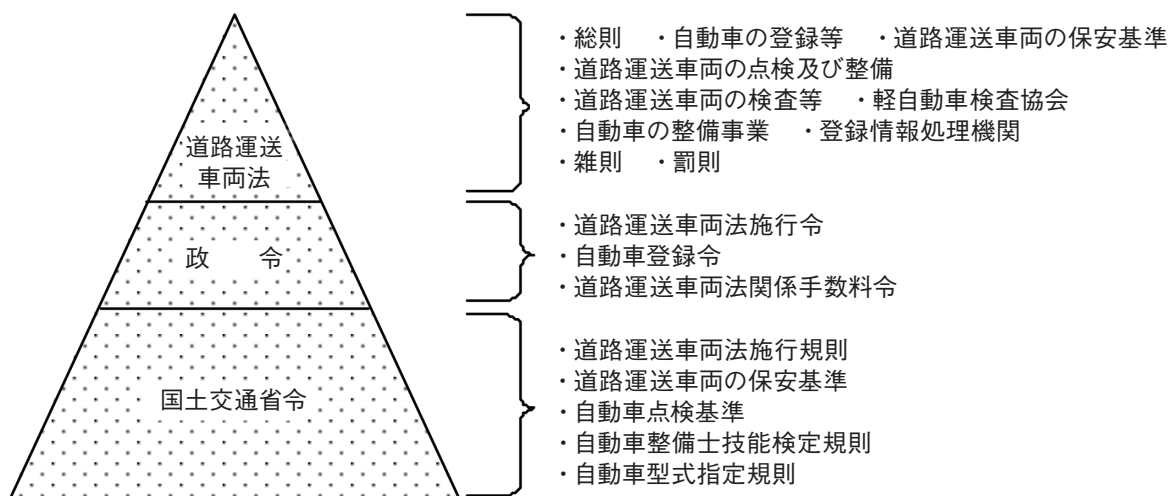 ・総則　・自動車の登録等　・道路運送車両の保安基準
・道路運送車両の点検及び整備
・道路運送車両の検査等　・軽自動車検査協会
・自動車の整備事業　・登録情報処理機関
・雑則　・罰則
道路運送
車両法
・道路運送車両法施行令
・自動車登録令
・道路運送車両法関係手数料令
政　　令
・道路運送車両法施行規則
・道路運送車両の保安基準
・自動車点検基準
・自動車整備士技能検定規則
・自動車型式指定規則
国土交通省令